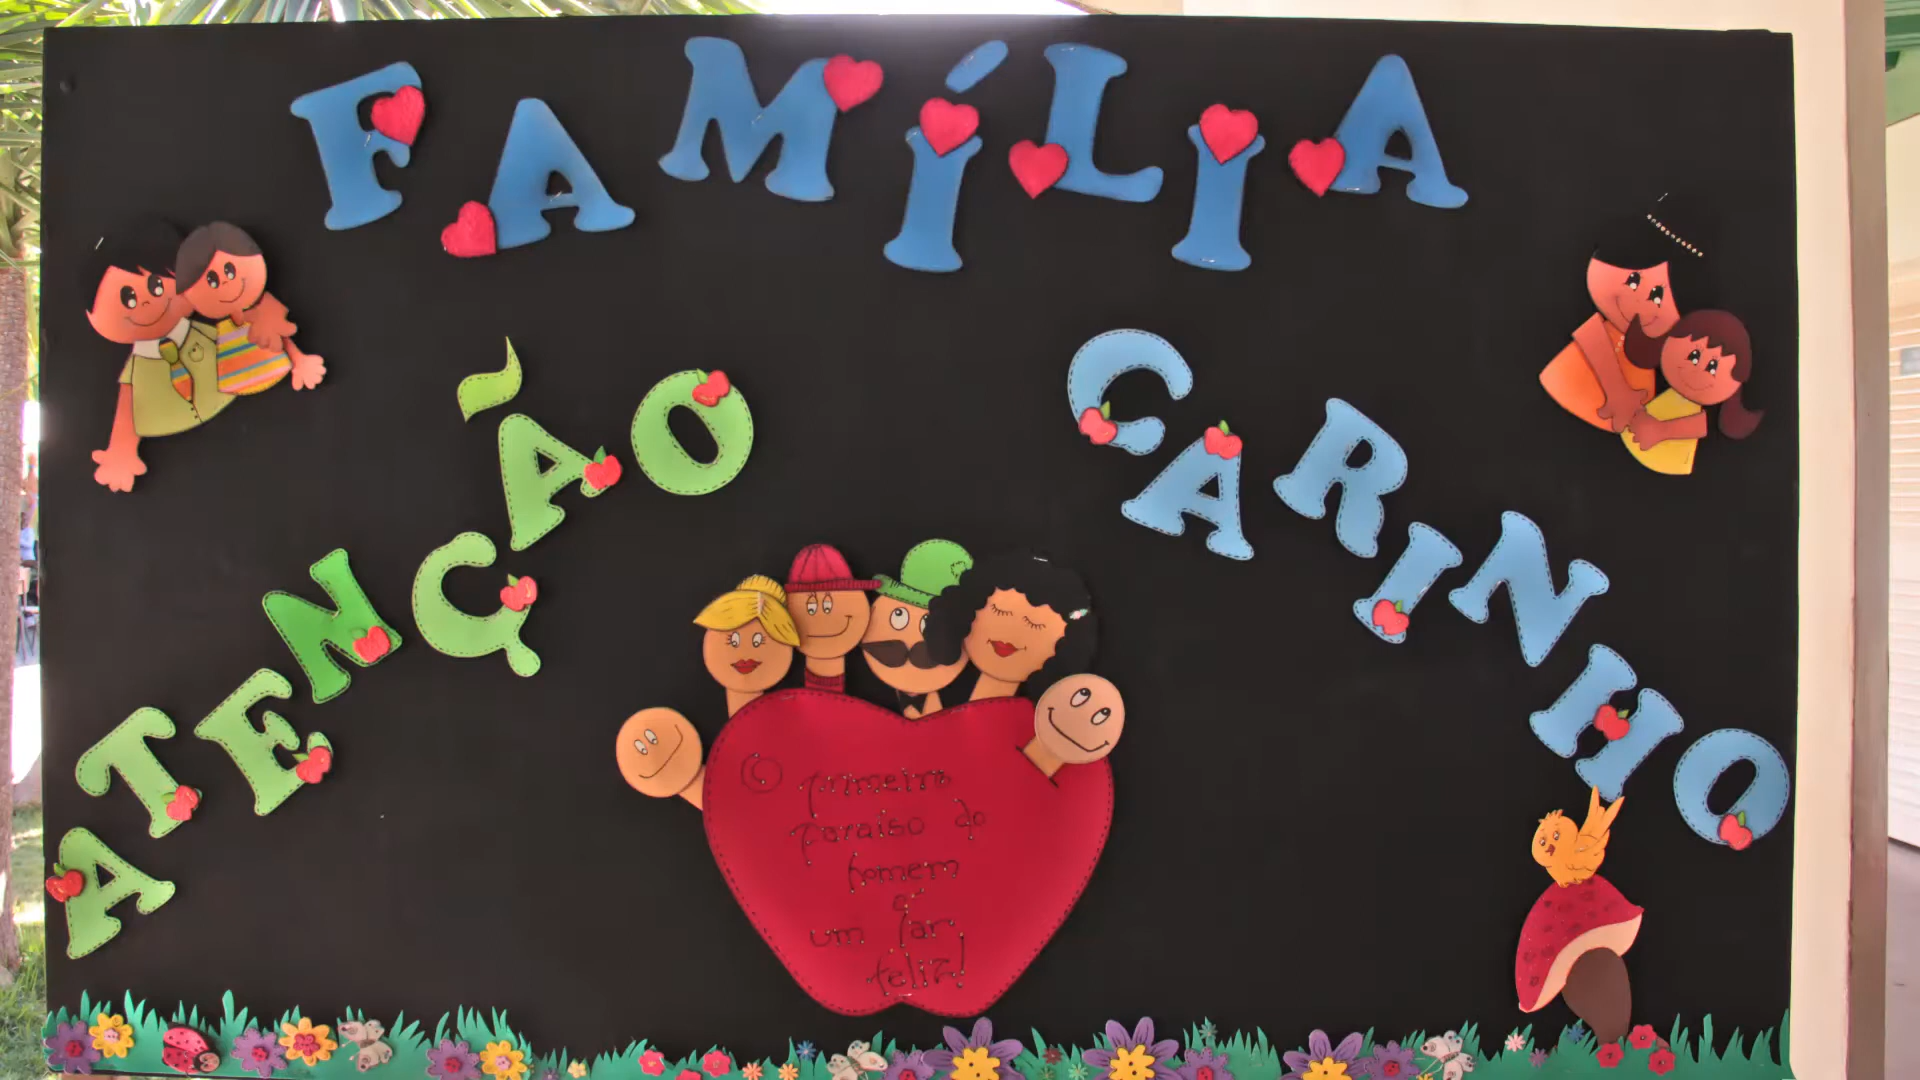 FAMÍLIA
ATENÇÃO
CARINHO
O primeiro
paraíso do
homem
é
um lar
feliz!